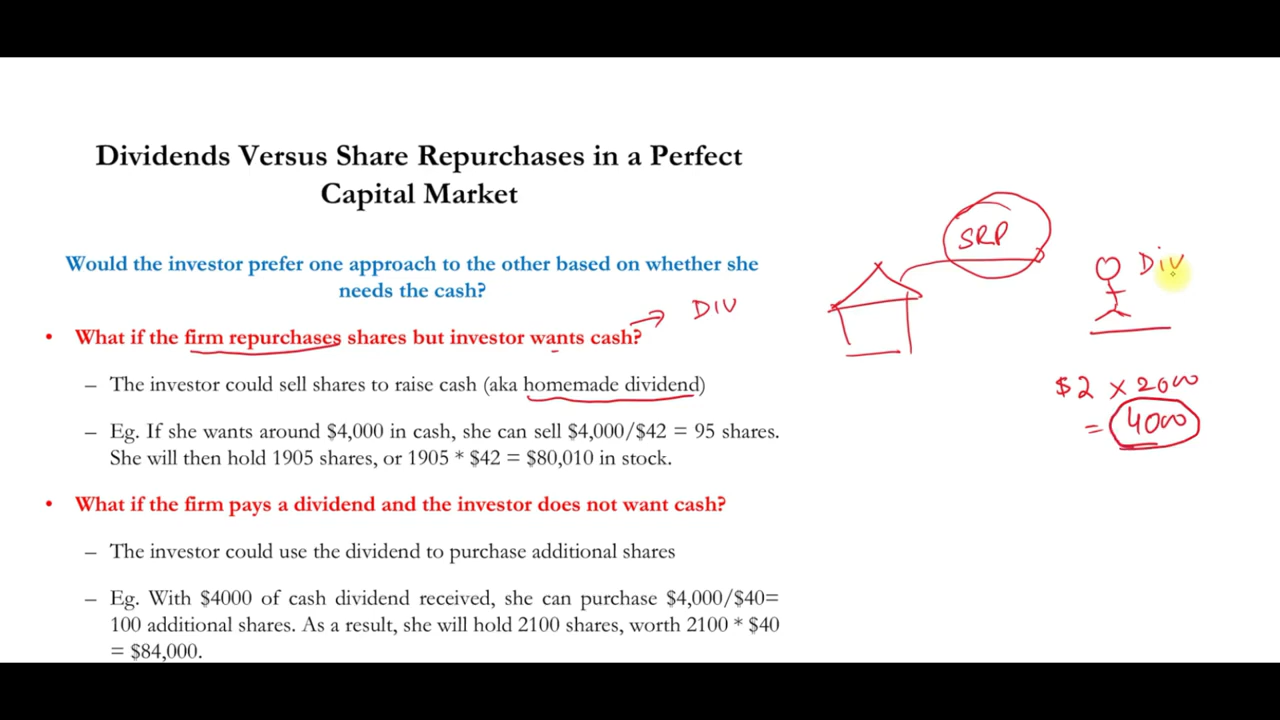 Dividends Versus Share Repurchases in a Perfect
Capital Market
Would the investor prefer one approach to the other based on whether she
needs the cash?
• What if the firm repurchases shares but investor wants cash?
DIV
– The investor could sell shares to raise cash (aka homemade dividend)
– Eg. If she wants around $4,000 in cash, she can sell $4,000/$42 = 95 shares.
She will then hold 1905 shares, or 1905 * $42 = $80,010 in stock.
• What if the firm pays a dividend and the investor does not want cash?
– The investor could use the dividend to purchase additional shares
– Eg. With $4000 of cash dividend received, she can purchase $4,000/$40=
100 additional shares. As a result, she will hold 2100 shares, worth 2100 * $40
= $84,000.
SRP
Div
$2 × 2000
= 4000